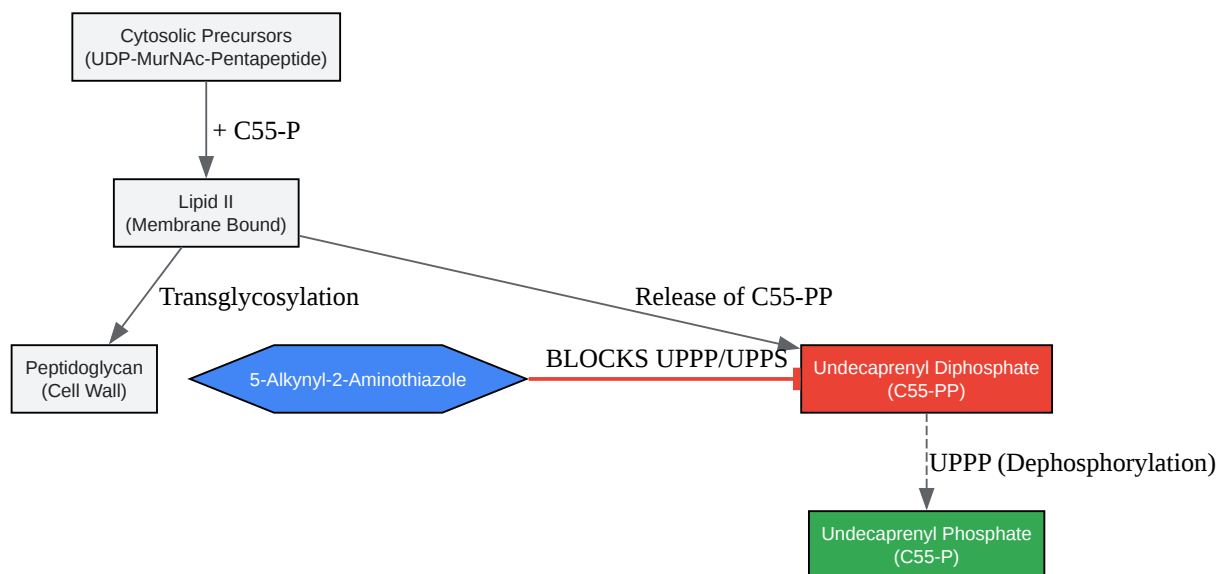 Cytosolic Precursors
(UDP-MurNAc-Pentapeptide)
+ C55-P
Lipid II
(Membrane Bound)
Transglycosylation
Release of C55-PP
Peptidoglycan
(Cell Wall)
5-Alkynyl-2-Aminothiazole
BLOCKS UPPP/UPPS
Undecaprenyl Diphosphate
(C55-PP)
UPPP (Dephosphorylation)
Undecaprenyl Phosphate
(C55-P)